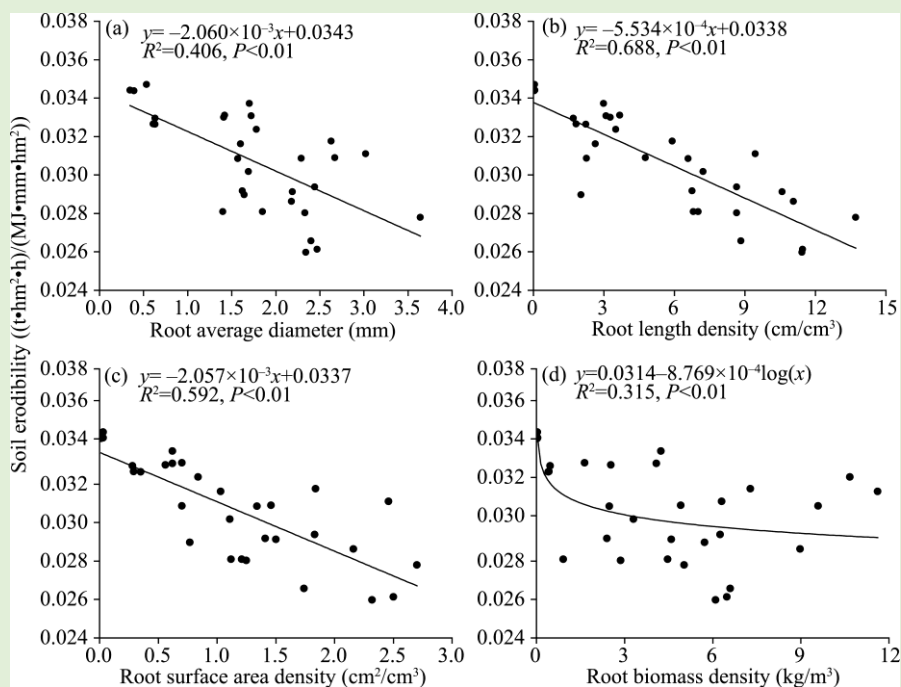 Soil erodibility ((t•hm²•h)/(MJ•mm•hm²))
(a) y= –2.060×10⁻³x+0.0343
R²=0.406, P<0.01
0.038
0.036
0.034
0.032
0.030
0.028
0.026
0.024
0.0 0.5 1.0 1.5 2.0 2.5 3.0 3.5 4.0
Root average diameter (mm)
(b) y= –5.534×10⁻⁴x+0.0338
R²=0.688, P<0.01
0.038
0.036
0.034
0.032
0.030
0.028
0.026
0.024
0 3 6 9 12 15
Root length density (cm/cm³)
(c) y= –2.057×10⁻³x+0.0337
R²=0.592, P<0.01
0.038
0.036
0.034
0.032
0.030
0.028
0.026
0.024
0.0 0.5 1.0 1.5 2.0 2.5 3.0
Root surface area density (cm²/cm³)
(d) y=0.0314–8.769×10⁻⁴log(x)
R²=0.315, P<0.01
0.038
0.036
0.034
0.032
0.030
0.028
0.026
0.024
0 3 6 9 12
Root biomass density (kg/m³)